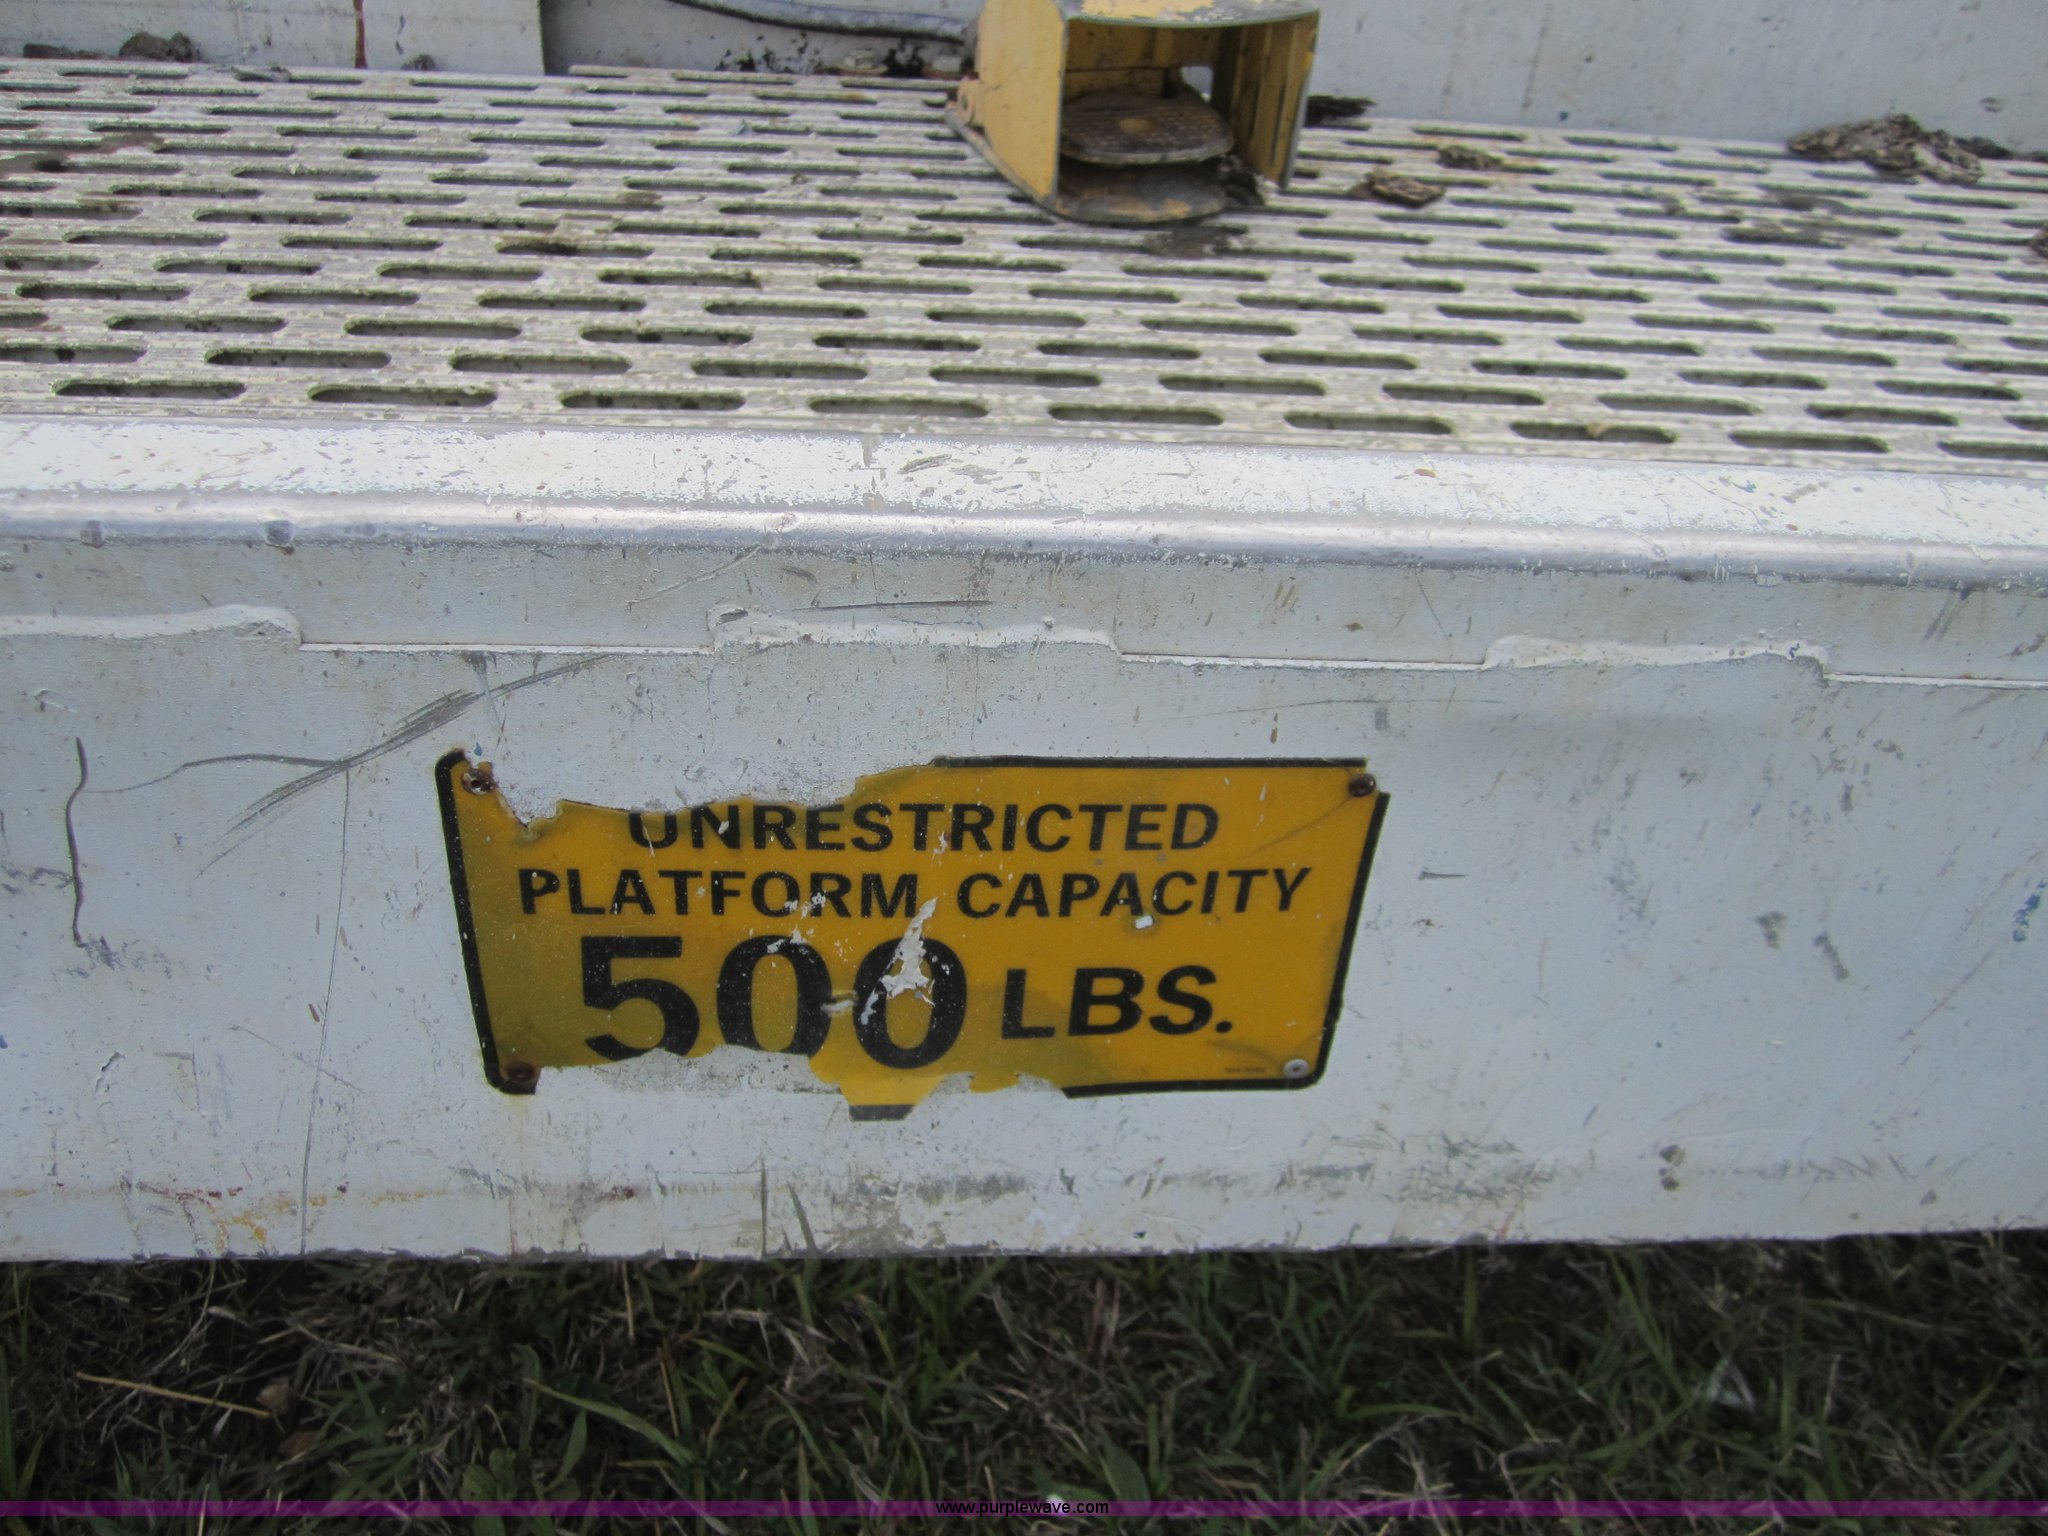 UNRESTRICTED
PLATFORM CAPACITY
500 LBS.
www.purplewave.com